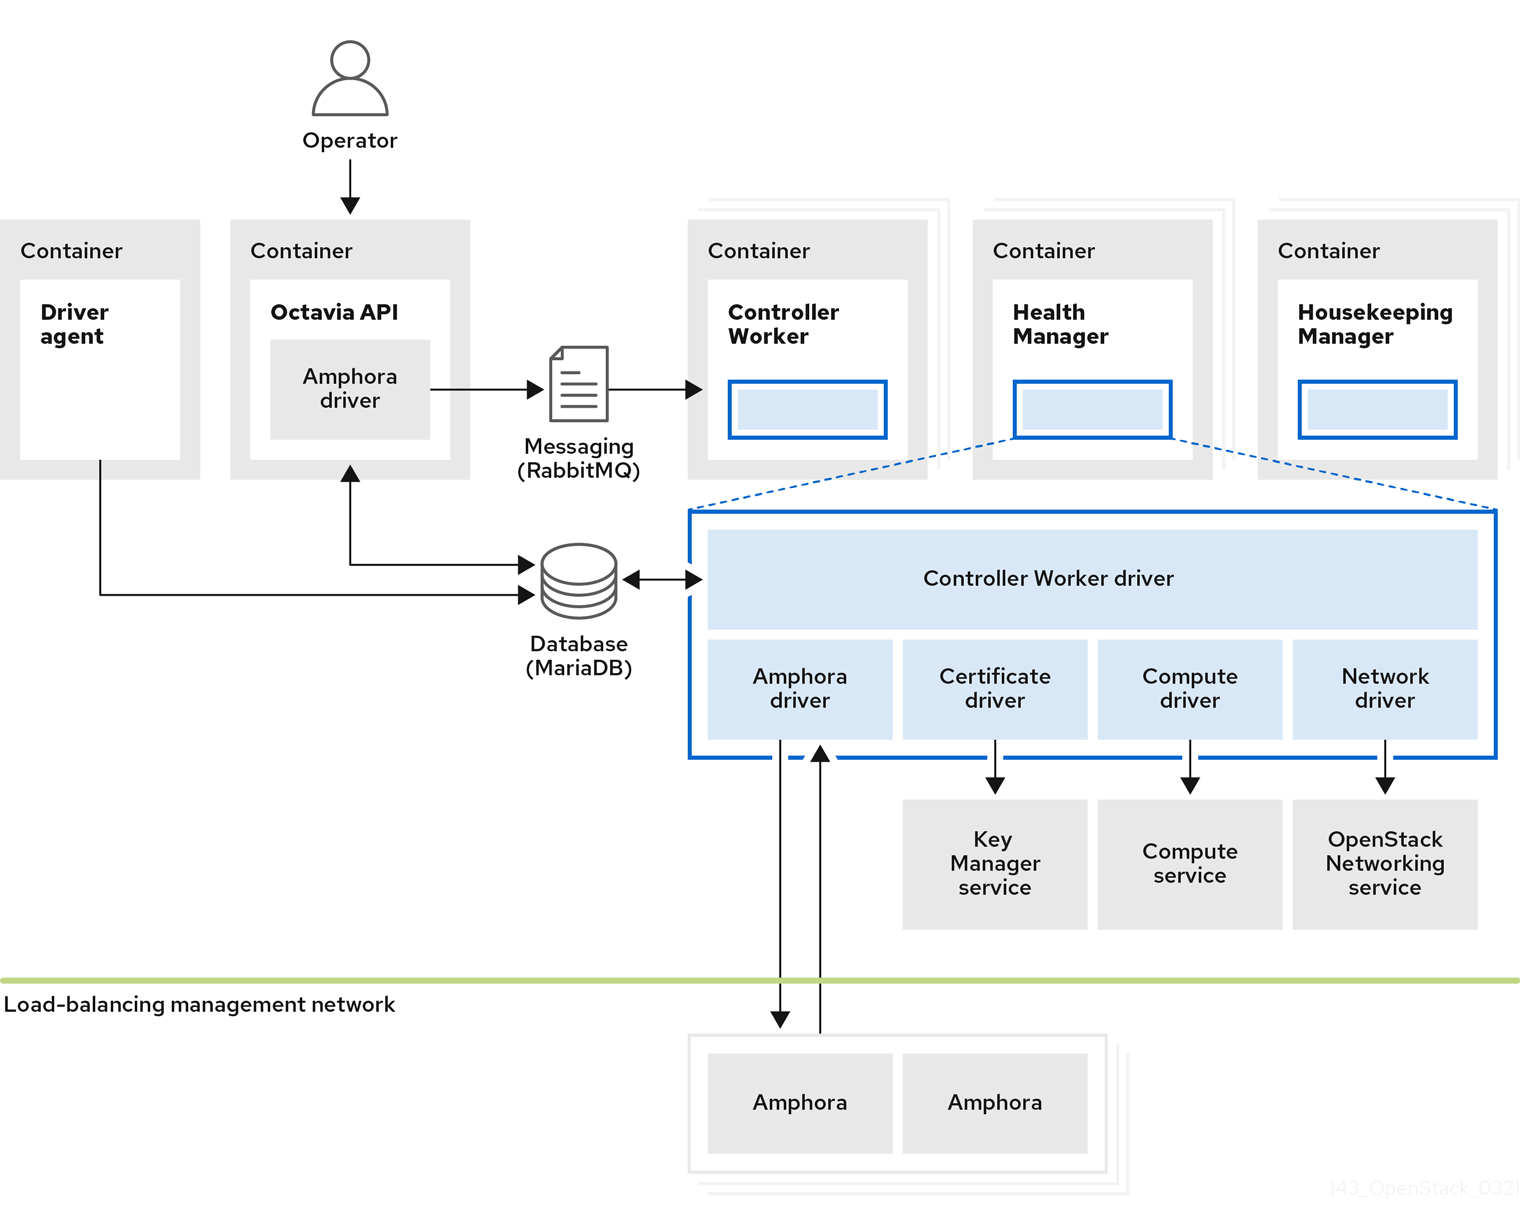 Operator
Container
Driver
agent
Container
Octavia API
Amphora
driver
Messaging
(RabbitMQ)
Container
Controller
Worker
Container
Health
Manager
Container
Housekeeping
Manager
Database
(MariaDB)
Controller Worker driver
Amphora
driver
Certificate
driver
Compute
driver
Network
driver
Key
Manager
service
Compute
service
OpenStack
Networking
service
Load-balancing management network
Amphora
Amphora
143_OpenStack_0321